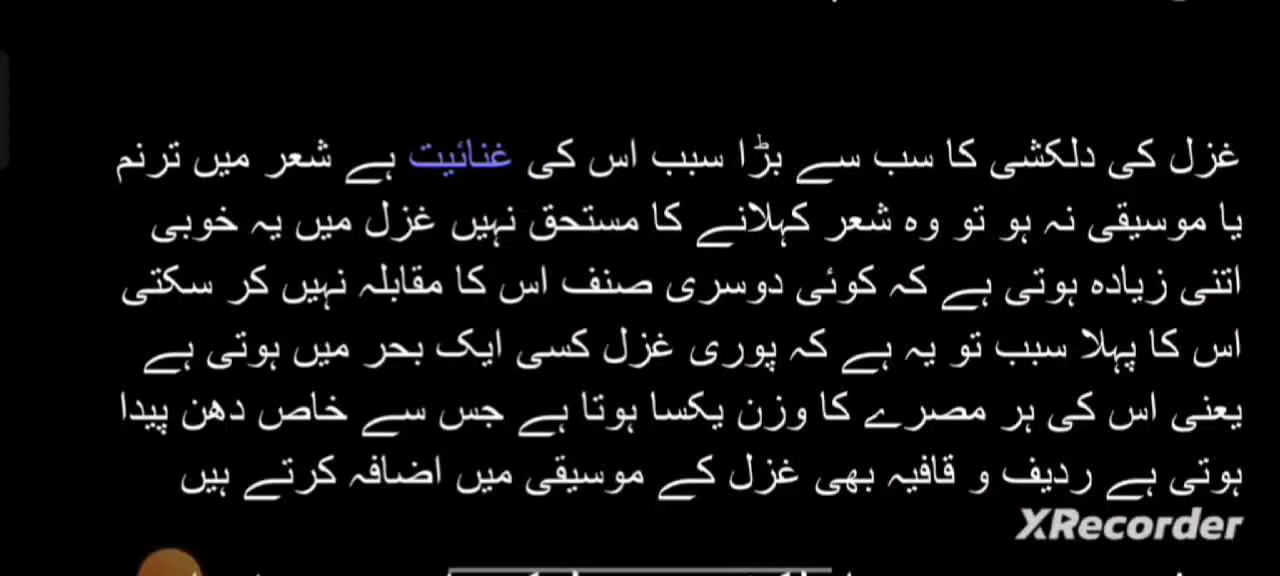 غزل کی دلکشی کا سب سے بڑا سبب اس کی غنائیت ہے شعر میں ترنم
یا موسیقی نہ ہو تو وہ شعر کہلانے کا مستحق نہیں غزل میں یہ خوبی
اتنی زیادہ ہوتی ہے کہ کوئی دوسری صنف اس کا مقابلہ نہیں کر سکتی
اس کا پہلا سبب تو یہ ہے کہ پوری غزل کسی ایک بحر میں ہوتی ہے
یعنی اس کی ہر مصرے کا وزن یکسا ہوتا ہے جس سے خاص دھن پیدا
ہوتی ہے ردیف و قافیہ بھی غزل کے موسیقی میں اضافہ کرتے ہیں
XRecorder